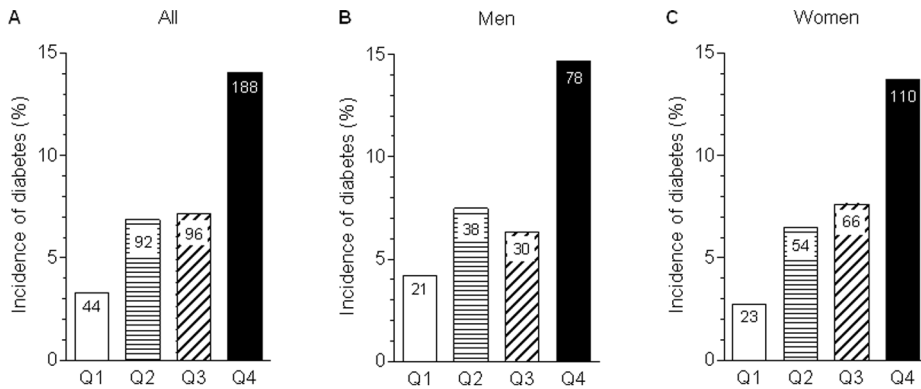 A All
Incidence of diabetes (%)
15
10
5
0
44
92
96
188
Q1 Q2 Q3 Q4
B Men
Incidence of diabetes (%)
15
10
5
0
21
38
30
78
Q1 Q2 Q3 Q4
C Women
Incidence of diabetes (%)
15
10
5
0
23
54
66
110
Q1 Q2 Q3 Q4